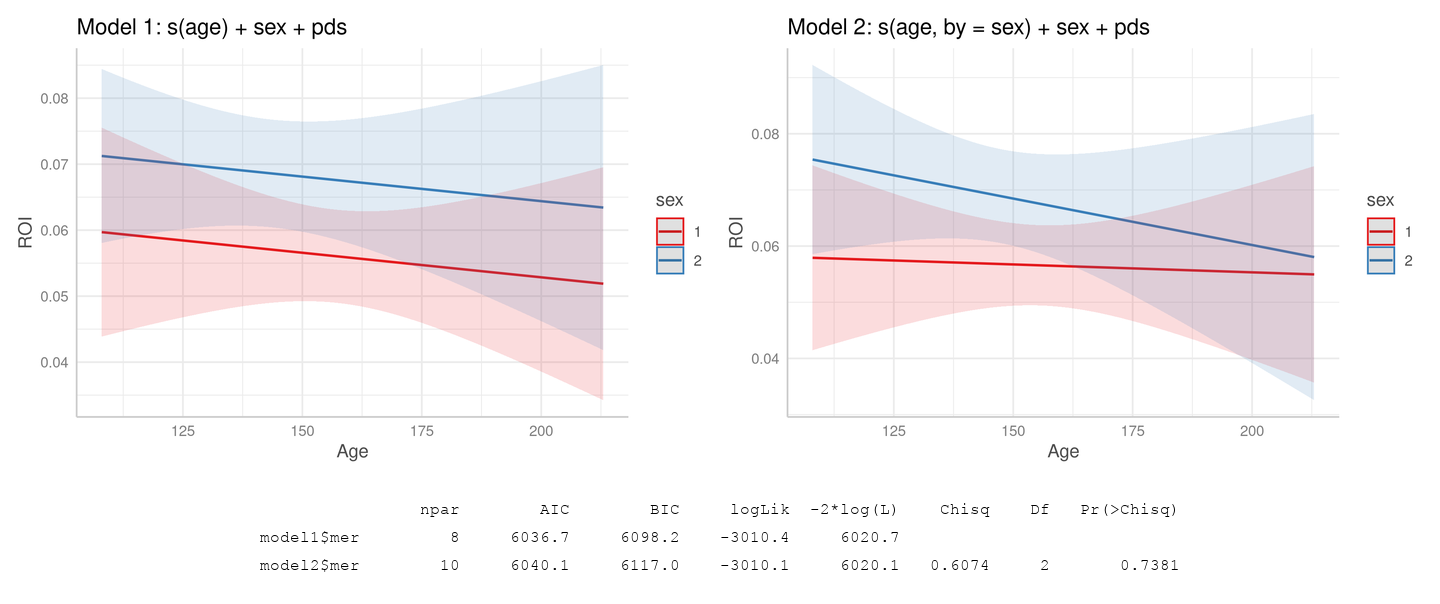 Model 1: s(age) + sex + pds
0.08
0.07
0.06
0.05
0.04
ROI
125 150 175 200
Age
sex
1
2
Model 2: s(age, by = sex) + sex + pds
0.08
0.06
0.04
ROI
125 150 175 200
Age
sex
1
2
npar AIC BIC logLik -2*log(L) Chisq Df Pr(>Chisq)
model1$mer 8 6036.7 6098.2 -3010.4 6020.7
model2$mer 10 6040.1 6117.0 -3010.1 6020.1 0.6074 2 0.7381